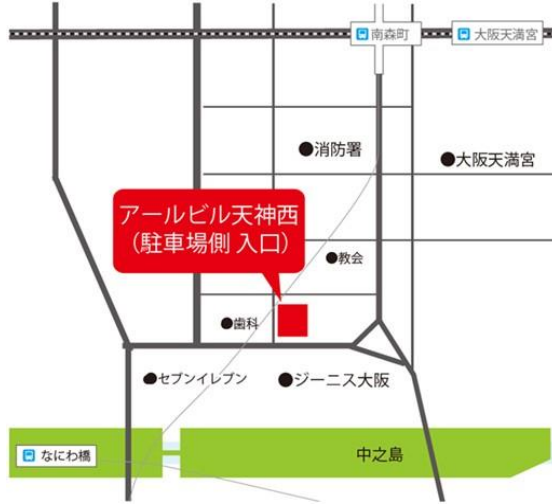 南森町
大阪天満宮
●消防署
●大阪天満宮
アールビル天神西
(駐車場側 入口)
●教会
●歯科
●セブンイレブン
●ジーニス大阪
なにわ橋
中之島